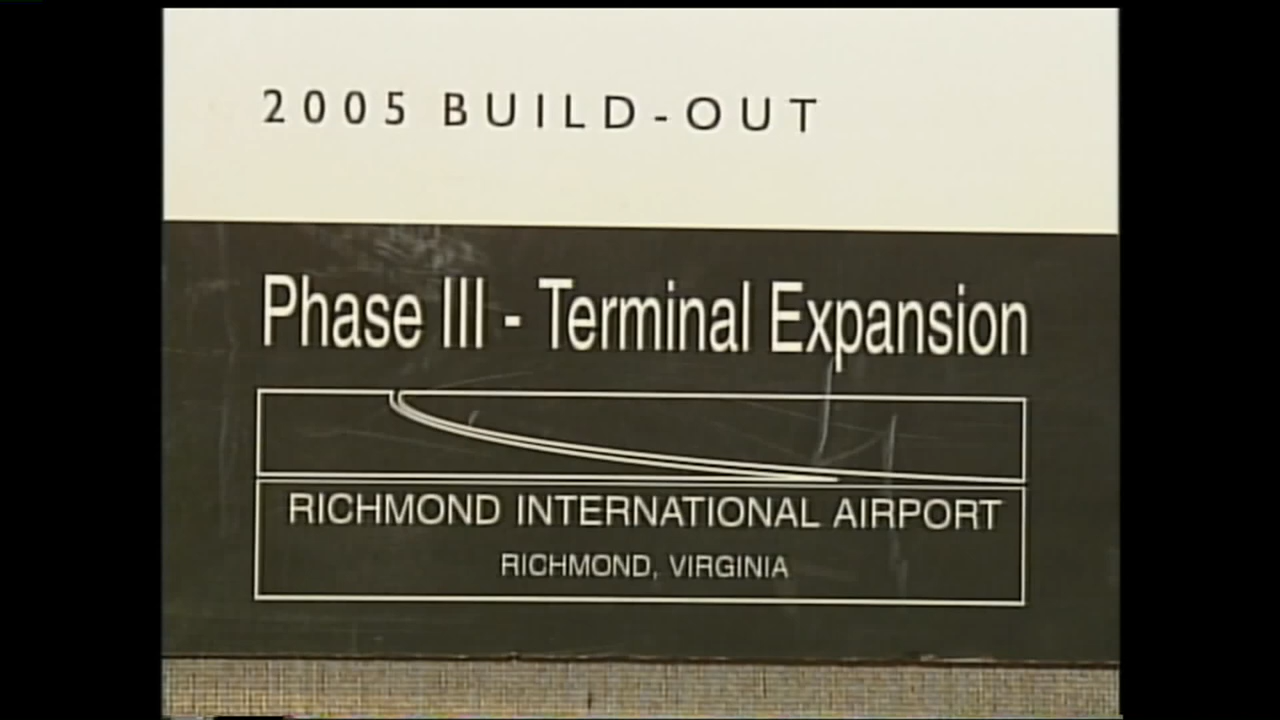 2005 BUILD-OUT
Phase III - Terminal Expansion
RICHMOND INTERNATIONAL AIRPORT
RICHMOND, VIRGINIA